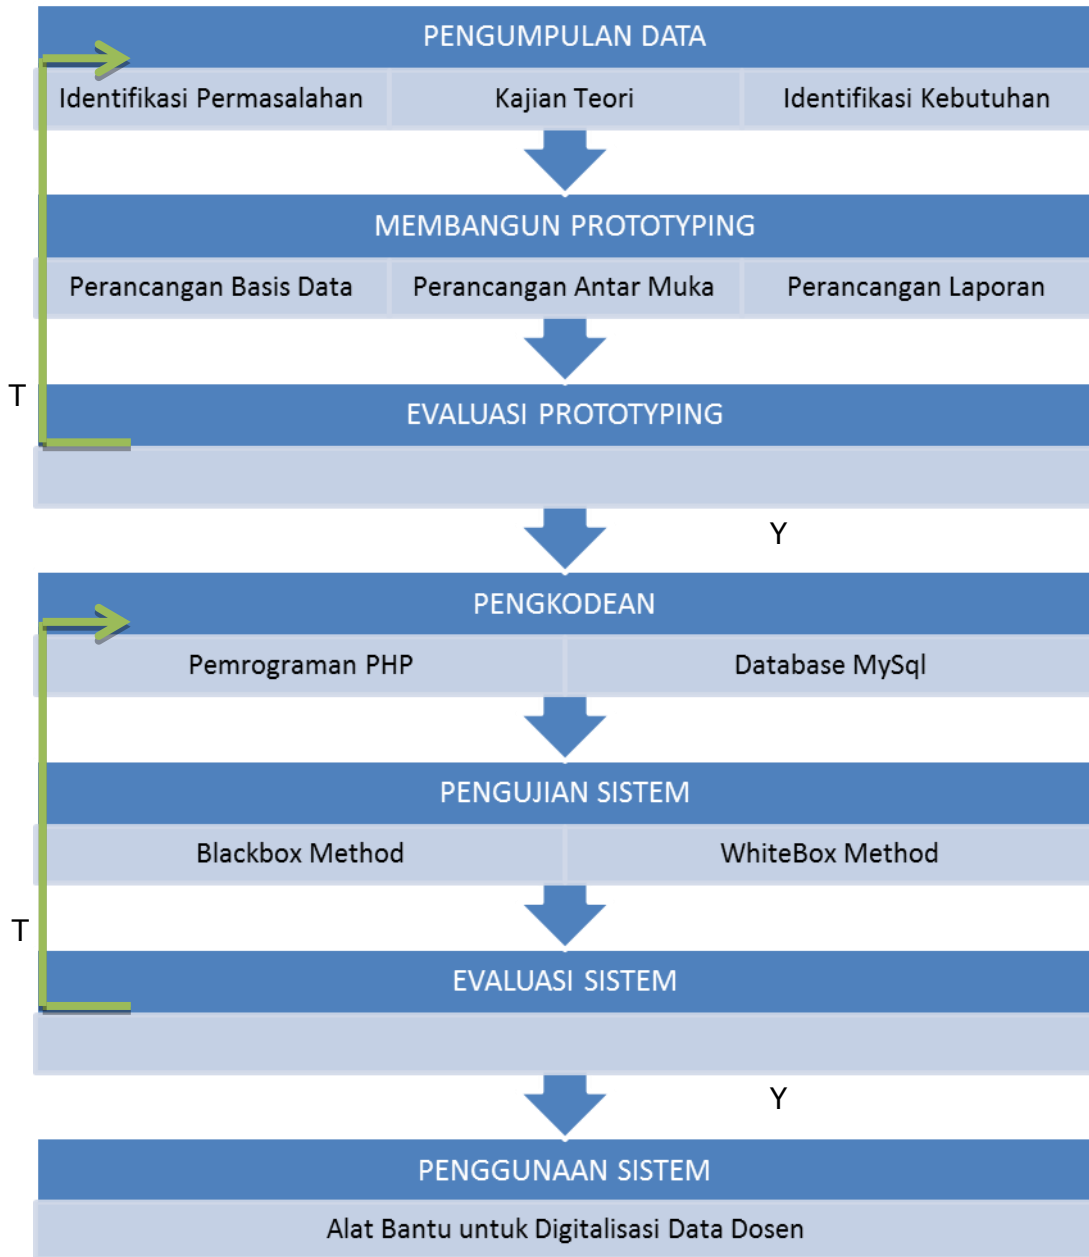 PENGUMPULAN DATA
Identifikasi Permasalahan
Kajian Teori
Identifikasi Kebutuhan
MEMBANGUN PROTOTYPING
Perancangan Basis Data
Perancangan Antar Muka
Perancangan Laporan
T
EVALUASI PROTOTYPING
Y
PENGKODEAN
Pemrograman PHP
Database MySql
PENGUJIAN SISTEM
Blackbox Method
WhiteBox Method
T
EVALUASI SISTEM
Y
PENGGUNAAN SISTEM
Alat Bantu untuk Digitalisasi Data Dosen